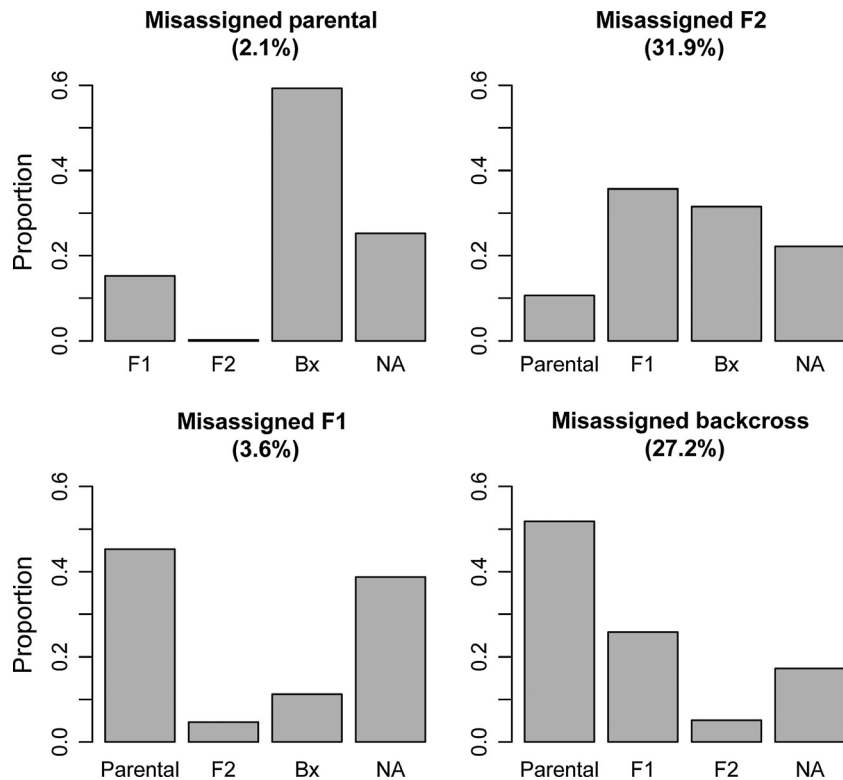 Misassigned parental
(2.1%)
Proportion
0.6
0.4
0.2
0.0
F1 F2 Bx NA
Misassigned F2
(31.9%)
0.6
0.4
0.2
0.0
Parental F1 Bx NA
Misassigned F1
(3.6%)
Proportion
0.6
0.4
0.2
0.0
Parental F2 Bx NA
Misassigned backcross
(27.2%)
0.6
0.4
0.2
0.0
Parental F1 F2 NA